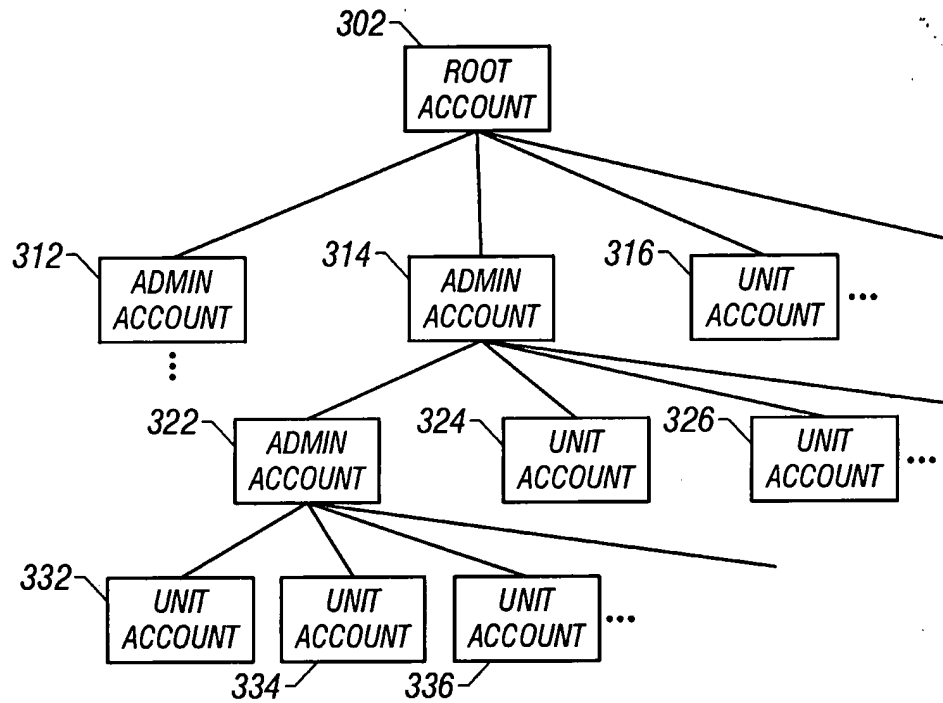 302
ROOT
ACCOUNT
312
ADMIN
ACCOUNT
314
ADMIN
ACCOUNT
316
UNIT
ACCOUNT
...
...
322
ADMIN
ACCOUNT
324
UNIT
ACCOUNT
326
UNIT
ACCOUNT
...
332
UNIT
ACCOUNT
UNIT
ACCOUNT
334
UNIT
ACCOUNT
336
...